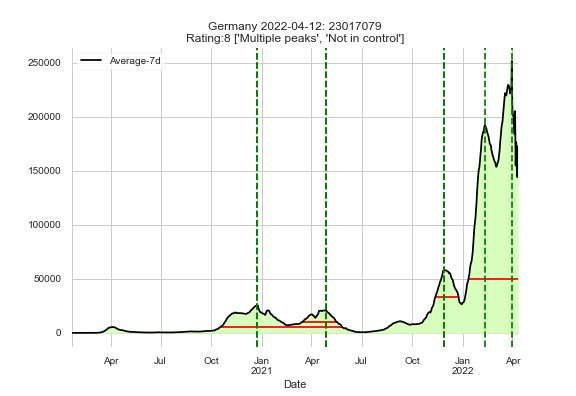 Germany 2022-04-12: 23017079
Rating:8 ['Multiple peaks', 'Not in control']
Average-7d
250000
200000
150000
100000
50000
0
Apr Jul Oct Jan Apr Jul Oct Jan Apr
2021 2022
Date